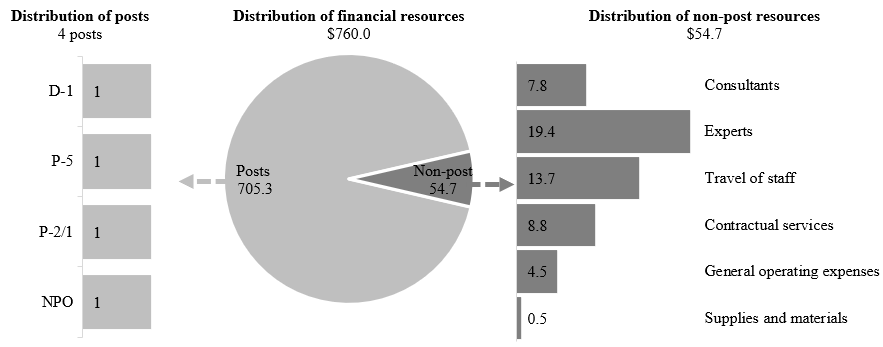 Distribution of posts
4 posts
D-1
1
P-5
1
P-2/1
1
NPO
1
Distribution of financial resources
$760.0
Posts
705.3
Non-post
54.7
Distribution of non-post resources
$54.7
7.8 Consultants
19.4 Experts
13.7 Travel of staff
8.8 Contractual services
4.5 General operating expenses
0.5 Supplies and materials